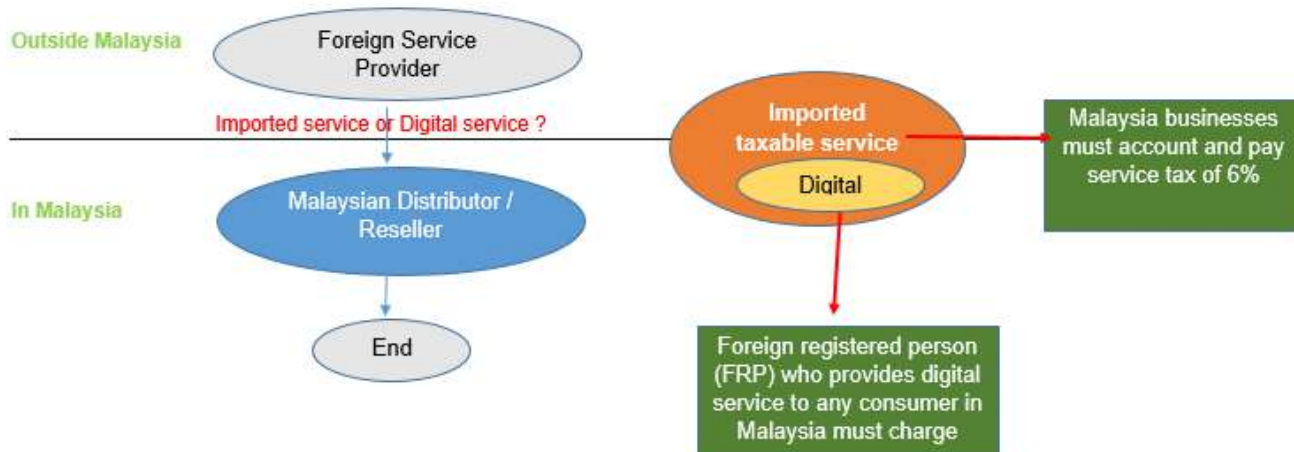 Outside Malaysia
Foreign Service
Provider
Imported service or Digital service ?
In Malaysia
Malaysian Distributor /
Reseller
End
Imported
taxable service
Digital
Malaysia businesses
must account and pay
service tax of 6%
Foreign registered person
(FRP) who provides digital
service to any consumer in
Malaysia must charge